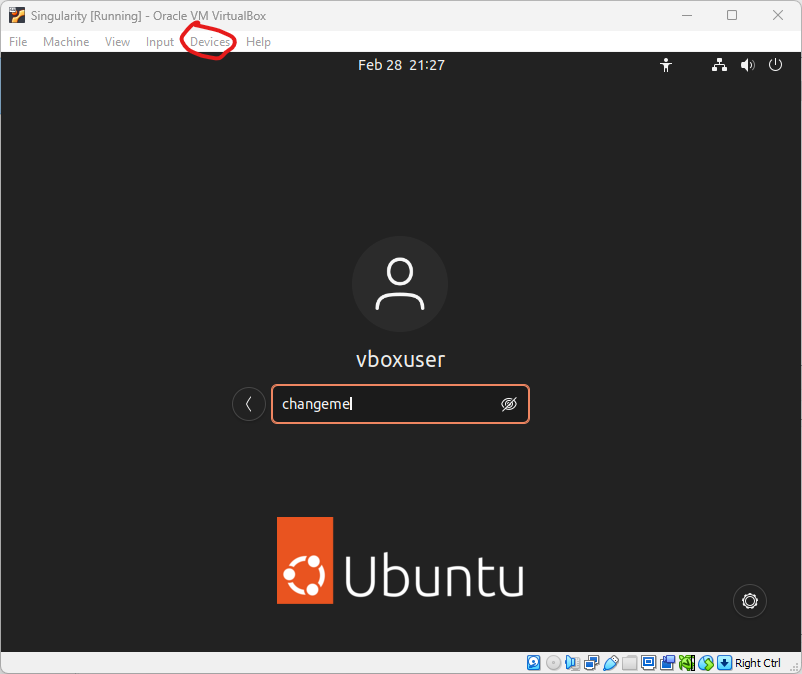 Singularity [Running] - Oracle VM VirtualBox
File Machine View Input Devices Help
Feb 28 21:27
vboxuser
changeme
Ubuntu
Right Ctrl